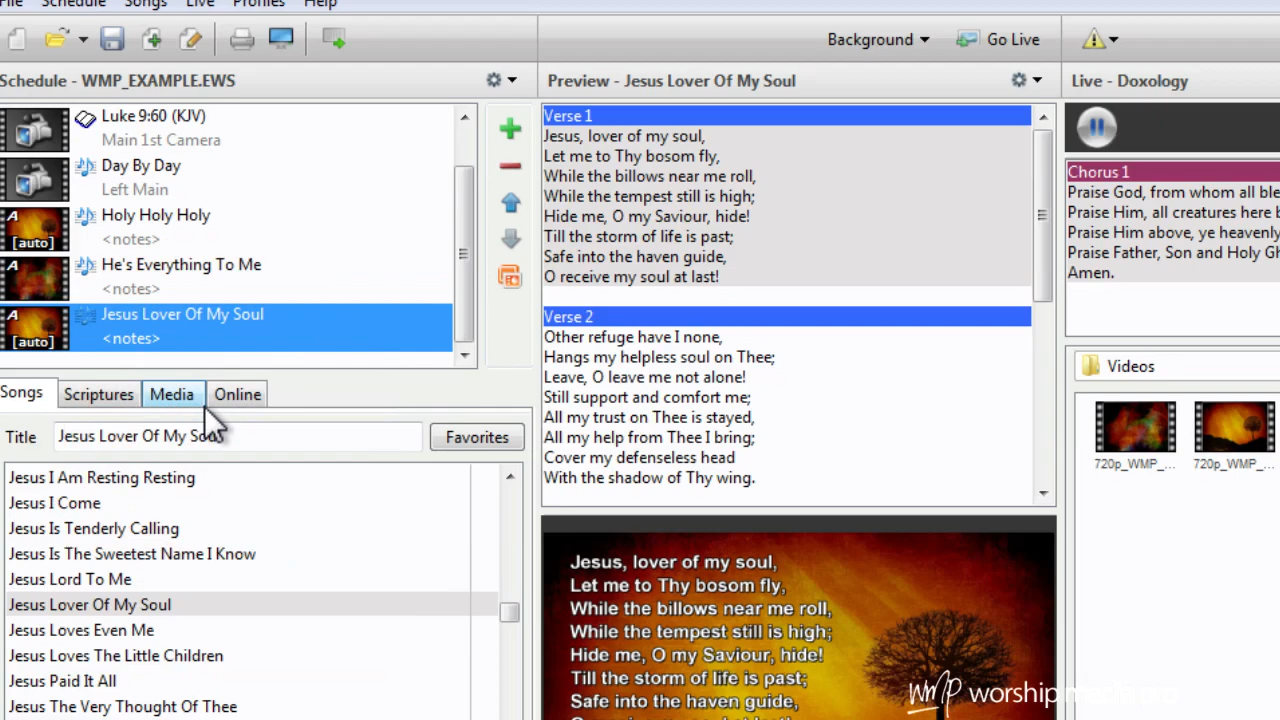 File Schedule Songs Live Profiles Help
Background Go Live
Schedule - WMP_EXAMPLE.EWS
Preview - Jesus Lover Of My Soul
Live - Doxology
Luke 9:60 (KJV)
Main 1st Camera
Day By Day
Left Main
A
Holy Holy Holy
[auto] <notes>
He's Everything To Me
<notes>
A
Jesus Lover Of My Soul
[auto] <notes>
Songs Scriptures Media Online
Title Jesus Lover Of My Soul Favorites
Jesus I Am Resting Resting
Jesus I Come
Jesus Is Tenderly Calling
Jesus Is The Sweetest Name I Know
Jesus Lord To Me
Jesus Lover Of My Soul
Jesus Loves Even Me
Jesus Loves The Little Children
Jesus Paid It All
Jesus The Very Thought Of Thee
Verse 1
Jesus, lover of my soul,
Let me to Thy bosom fly,
While the billows near me roll,
While the tempest still is high;
Hide me, O my Saviour, hide!
Till the storm of life is past;
Safe into the haven guide,
O receive my soul at last!
Verse 2
Other refuge have I none,
Hangs my helpless soul on Thee;
Leave, O leave me not alone!
Still support and comfort me;
All my trust on Thee is stayed,
All my help from Thee I bring;
Cover my defenseless head
With the shadow of Thy wing.
Jesus, lover of my soul,
Let me to Thy bosom fly,
While the billows near me roll,
While the tempest still is high;
Hide me, O my Saviour, hide!
Till the storm of life is past;
Safe into the haven guide,
Chorus 1
Praise God, from whom all ble
Praise Him, all creatures here b
Praise Him above, ye heavenly
Praise Father, Son and Holy Gh
Amen.
Videos
720p_WMP_... 720p_WMP_...
wmp worship media